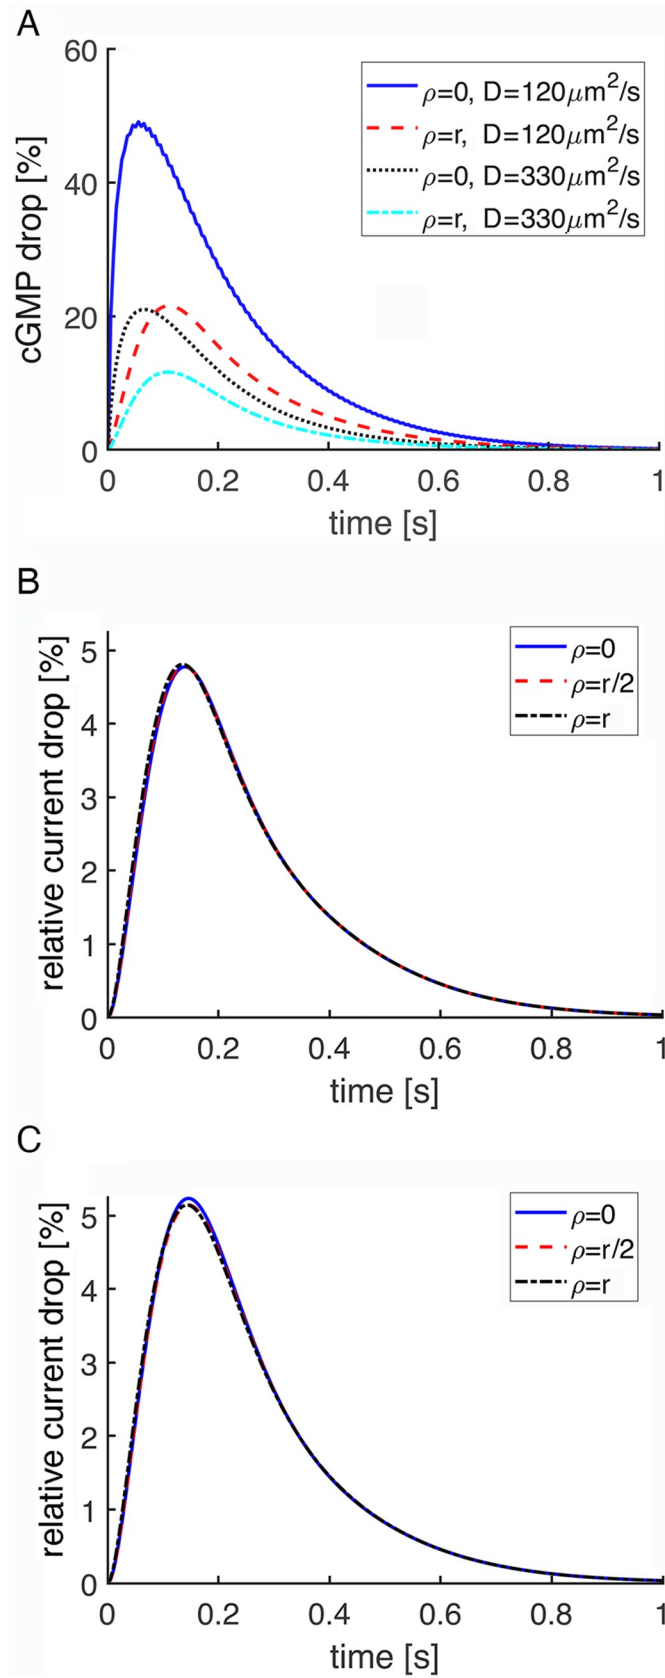 A
60
40
20
0
cGMP drop [%]
ρ=0, D=120μm²/s
ρ=r, D=120μm²/s
ρ=0, D=330μm²/s
ρ=r, D=330μm²/s
0 0.2 0.4 0.6 0.8 1
time [s]
B
5
4
3
2
1
0
relative current drop [%]
ρ=0
ρ=r/2
ρ=r
0 0.2 0.4 0.6 0.8 1
time [s]
C
5
4
3
2
1
0
relative current drop [%]
ρ=0
ρ=r/2
ρ=r
0 0.2 0.4 0.6 0.8 1
time [s]